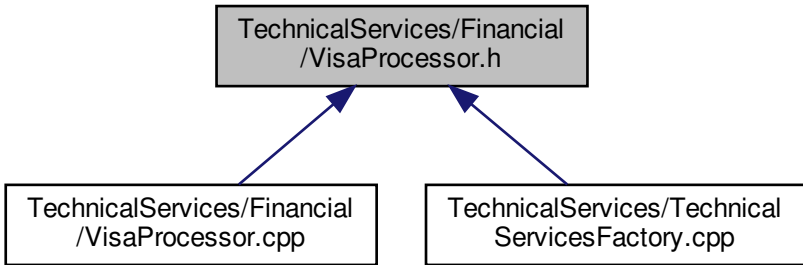 TechnicalServices/Financial
/VisaProcessor.h
TechnicalServices/Financial
/VisaProcessor.cpp
TechnicalServices/Technical
ServicesFactory.cpp